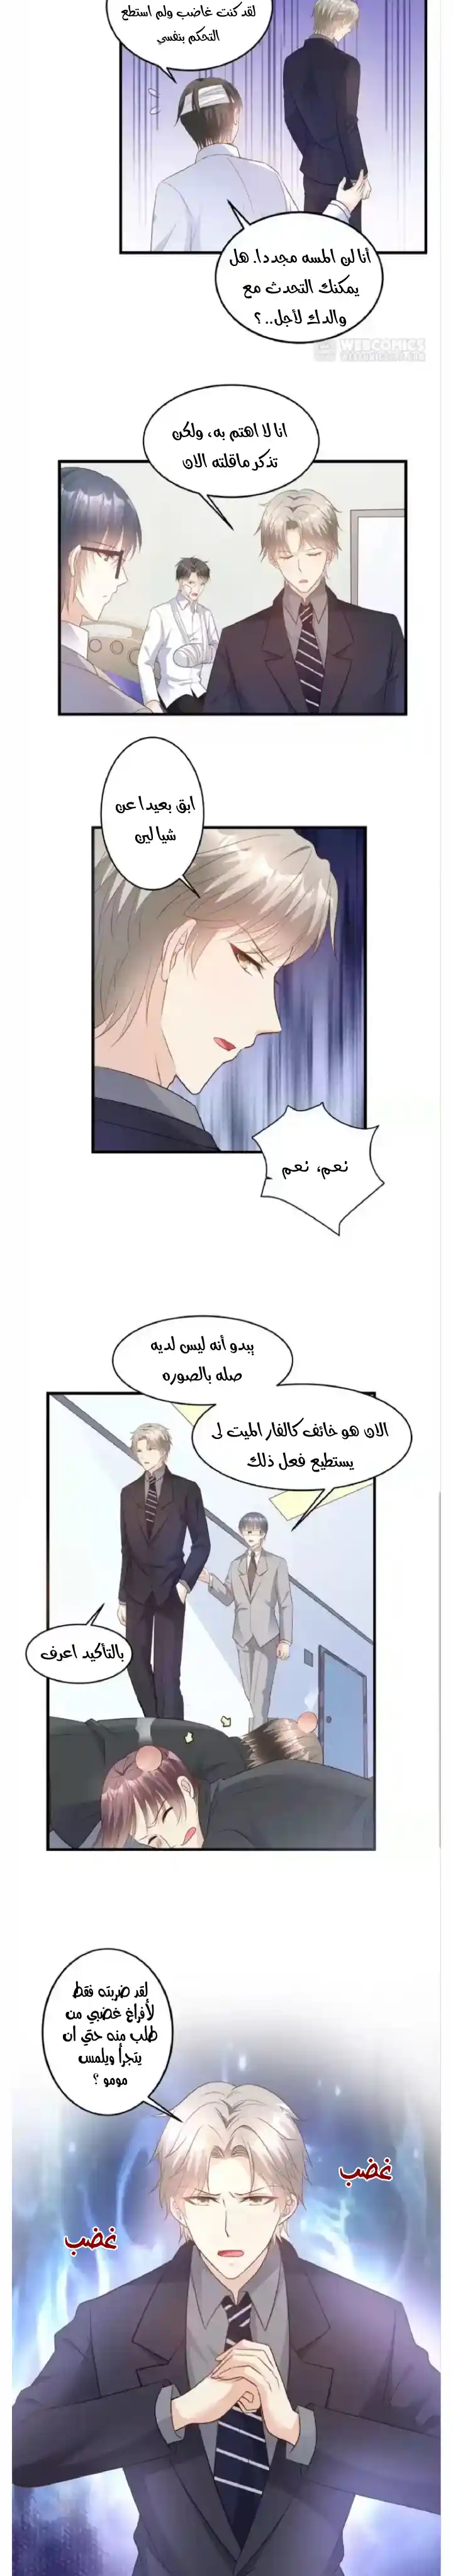 لقد كنت غاضب ولم استطع
التحكم بنفسي
أنا لن المسه مجددا. هل
يمكنك التحدث مع
والدك لأجل..؟
WEBCOMICS
انا لا اهتم به، ولكن
تذكر ماقلته الان
ابق بعيدا عن
شيا لين
نعم، نعم
يبدو أنه ليس لديه
صله بالصوره
الان هو خائف كالفار الميت لى
يستطيع فعل ذلك
بالتأكيد اعرف
لقد ضربته فقط
لأفراغ غضبي من
طلب منه حتي ان
يتجرأ ويلمس
مومو ؟
غضب
غضب